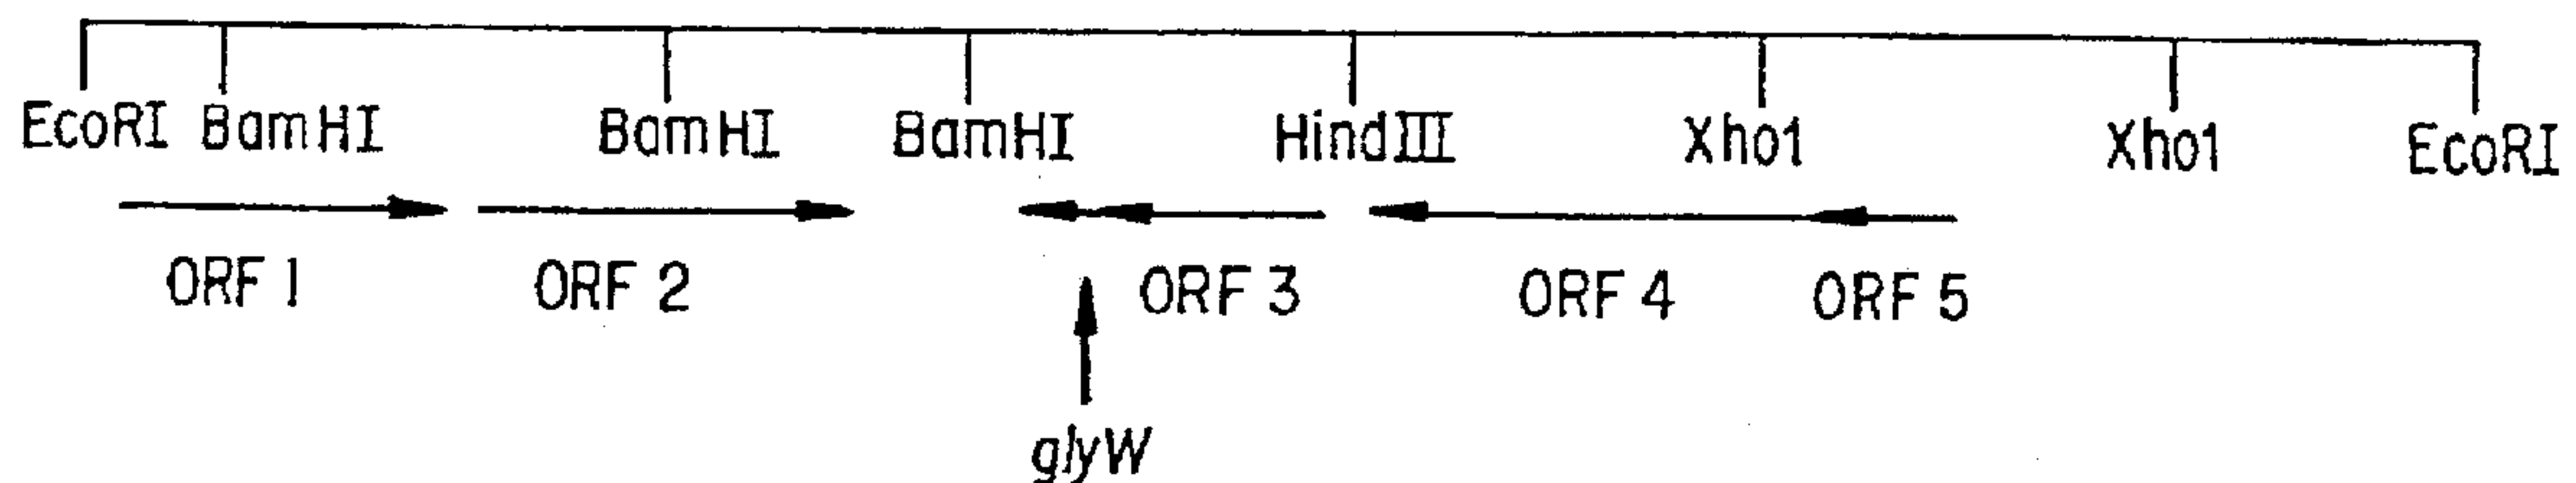 EcoRI BamHI BamHI BamHI HindIII Xho1 Xho1 EcoRI
ORF 1 ORF 2 ORF 3 ORF 4 ORF 5
glyW